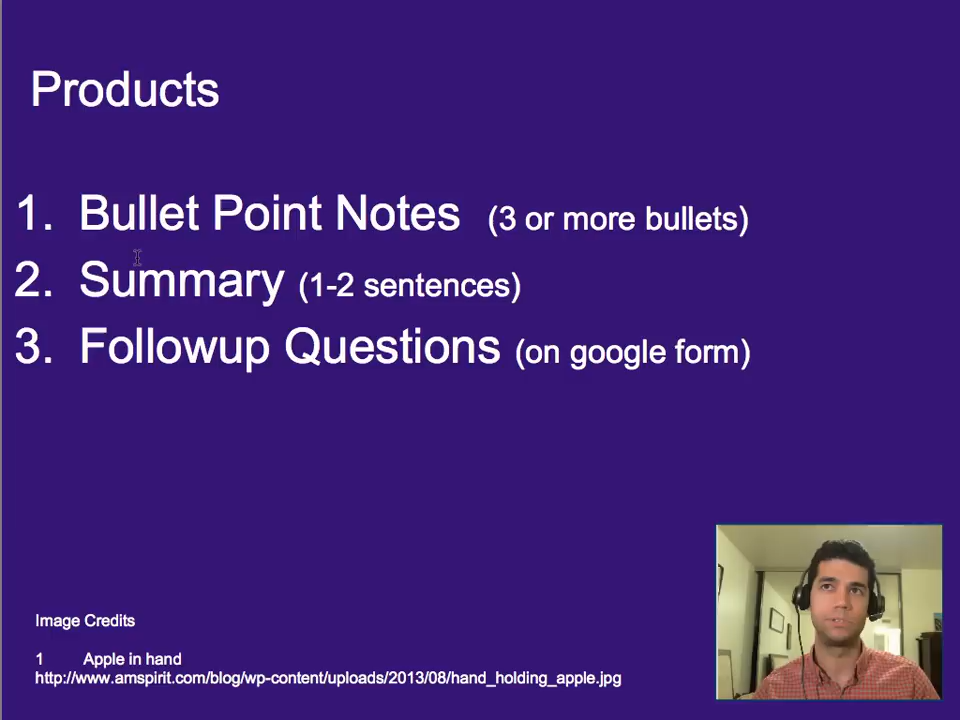 Products
1. Bullet Point Notes (3 or more bullets)
2. Summary (1-2 sentences)
3. Followup Questions (on google form)
Image Credits
1 Apple in hand
http://www.amspirit.com/blog/wp-content/uploads/2013/08/hand_holding_apple.jpg